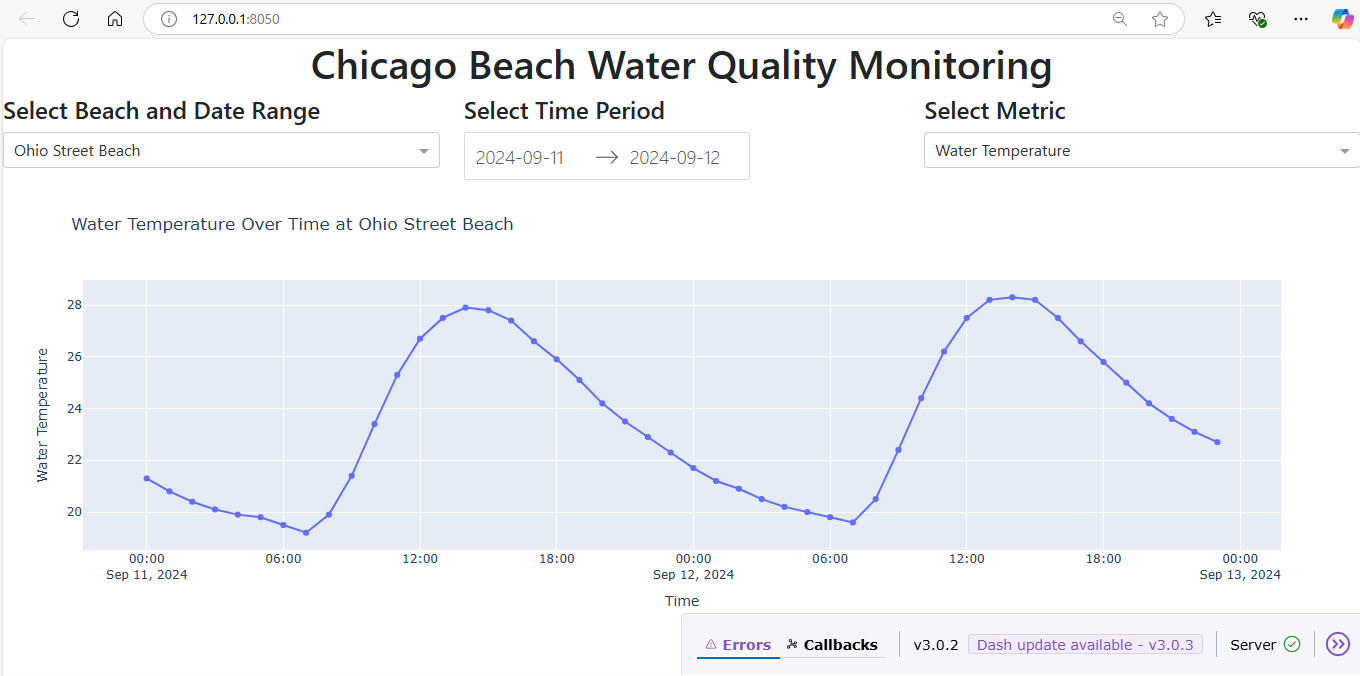 127.0.0.1:8050
Chicago Beach Water Quality Monitoring
Select Beach and Date Range
Select Time Period
Select Metric
Ohio Street Beach
2024-09-11 → 2024-09-12
Water Temperature
Water Temperature Over Time at Ohio Street Beach
Water Temperature
28
26
24
22
20
00:00 06:00 12:00 18:00 00:00 06:00 12:00 18:00 00:00
Sep 11, 2024 Sep 12, 2024 Sep 13, 2024
Time
Errors Callbacks v3.0.2 Dash update available - v3.0.3 Server